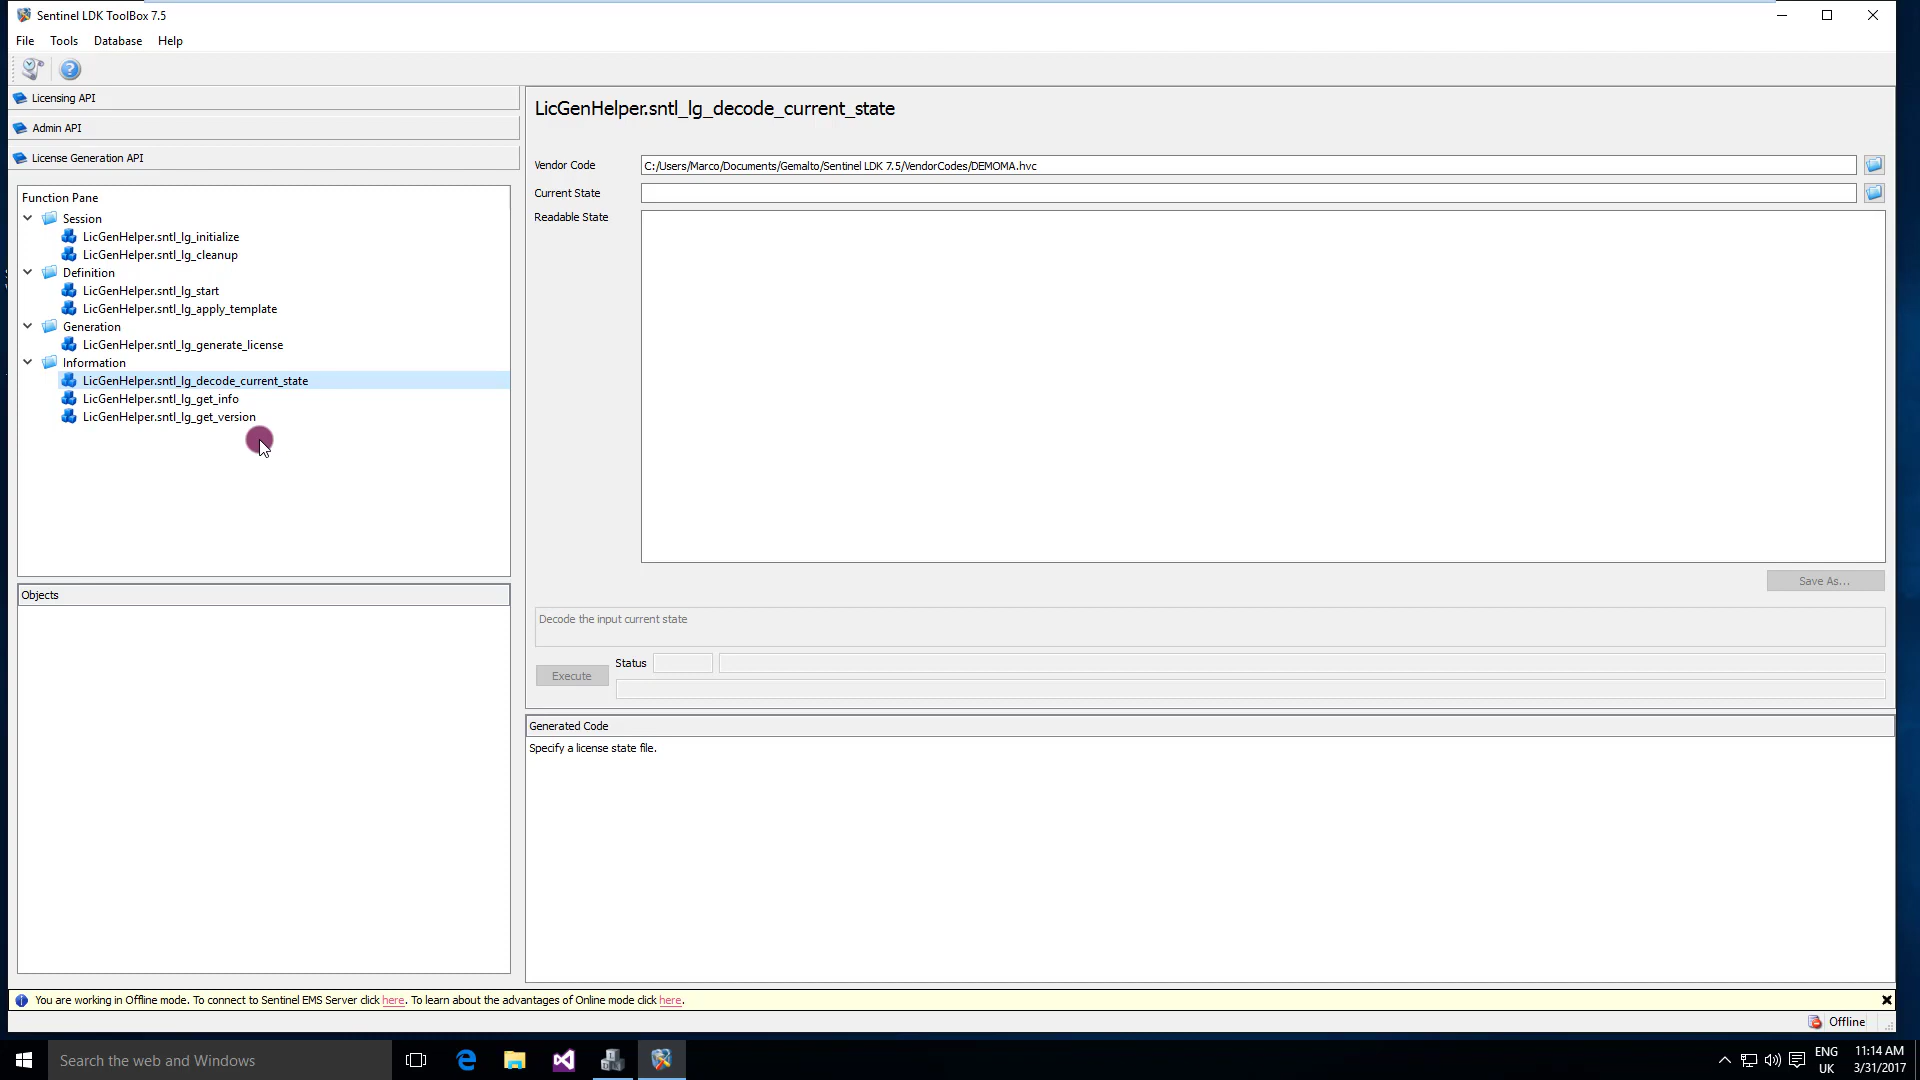 Sentinel LDK ToolBox 7.5
File Tools Database Help
Licensing API
Admin API
License Generation API
Function Pane
Session
LicGenHelper.sntl_lg_initialize
LicGenHelper.sntl_lg_cleanup
Definition
LicGenHelper.sntl_lg_start
LicGenHelper.sntl_lg_apply_template
Generation
LicGenHelper.sntl_lg_generate_license
Information
LicGenHelper.sntl_lg_decode_current_state
LicGenHelper.sntl_lg_get_info
LicGenHelper.sntl_lg_get_version
Objects
LicGenHelper.sntl_lg_decode_current_state
Vendor Code C:/Users/Marco/Documents/Gemalto/Sentinel LDK 7.5/VendorCodes/DEMOMA.hvc
Current State
Readable State
Save As...
Decode the input current state
Execute Status
Generated Code
Specify a license state file.
You are working in Offline mode. To connect to Sentinel EMS Server click here. To learn about the advantages of Online mode click here.
Offline
Search the web and Windows
ENG
UK
11:14 AM
3/31/2017